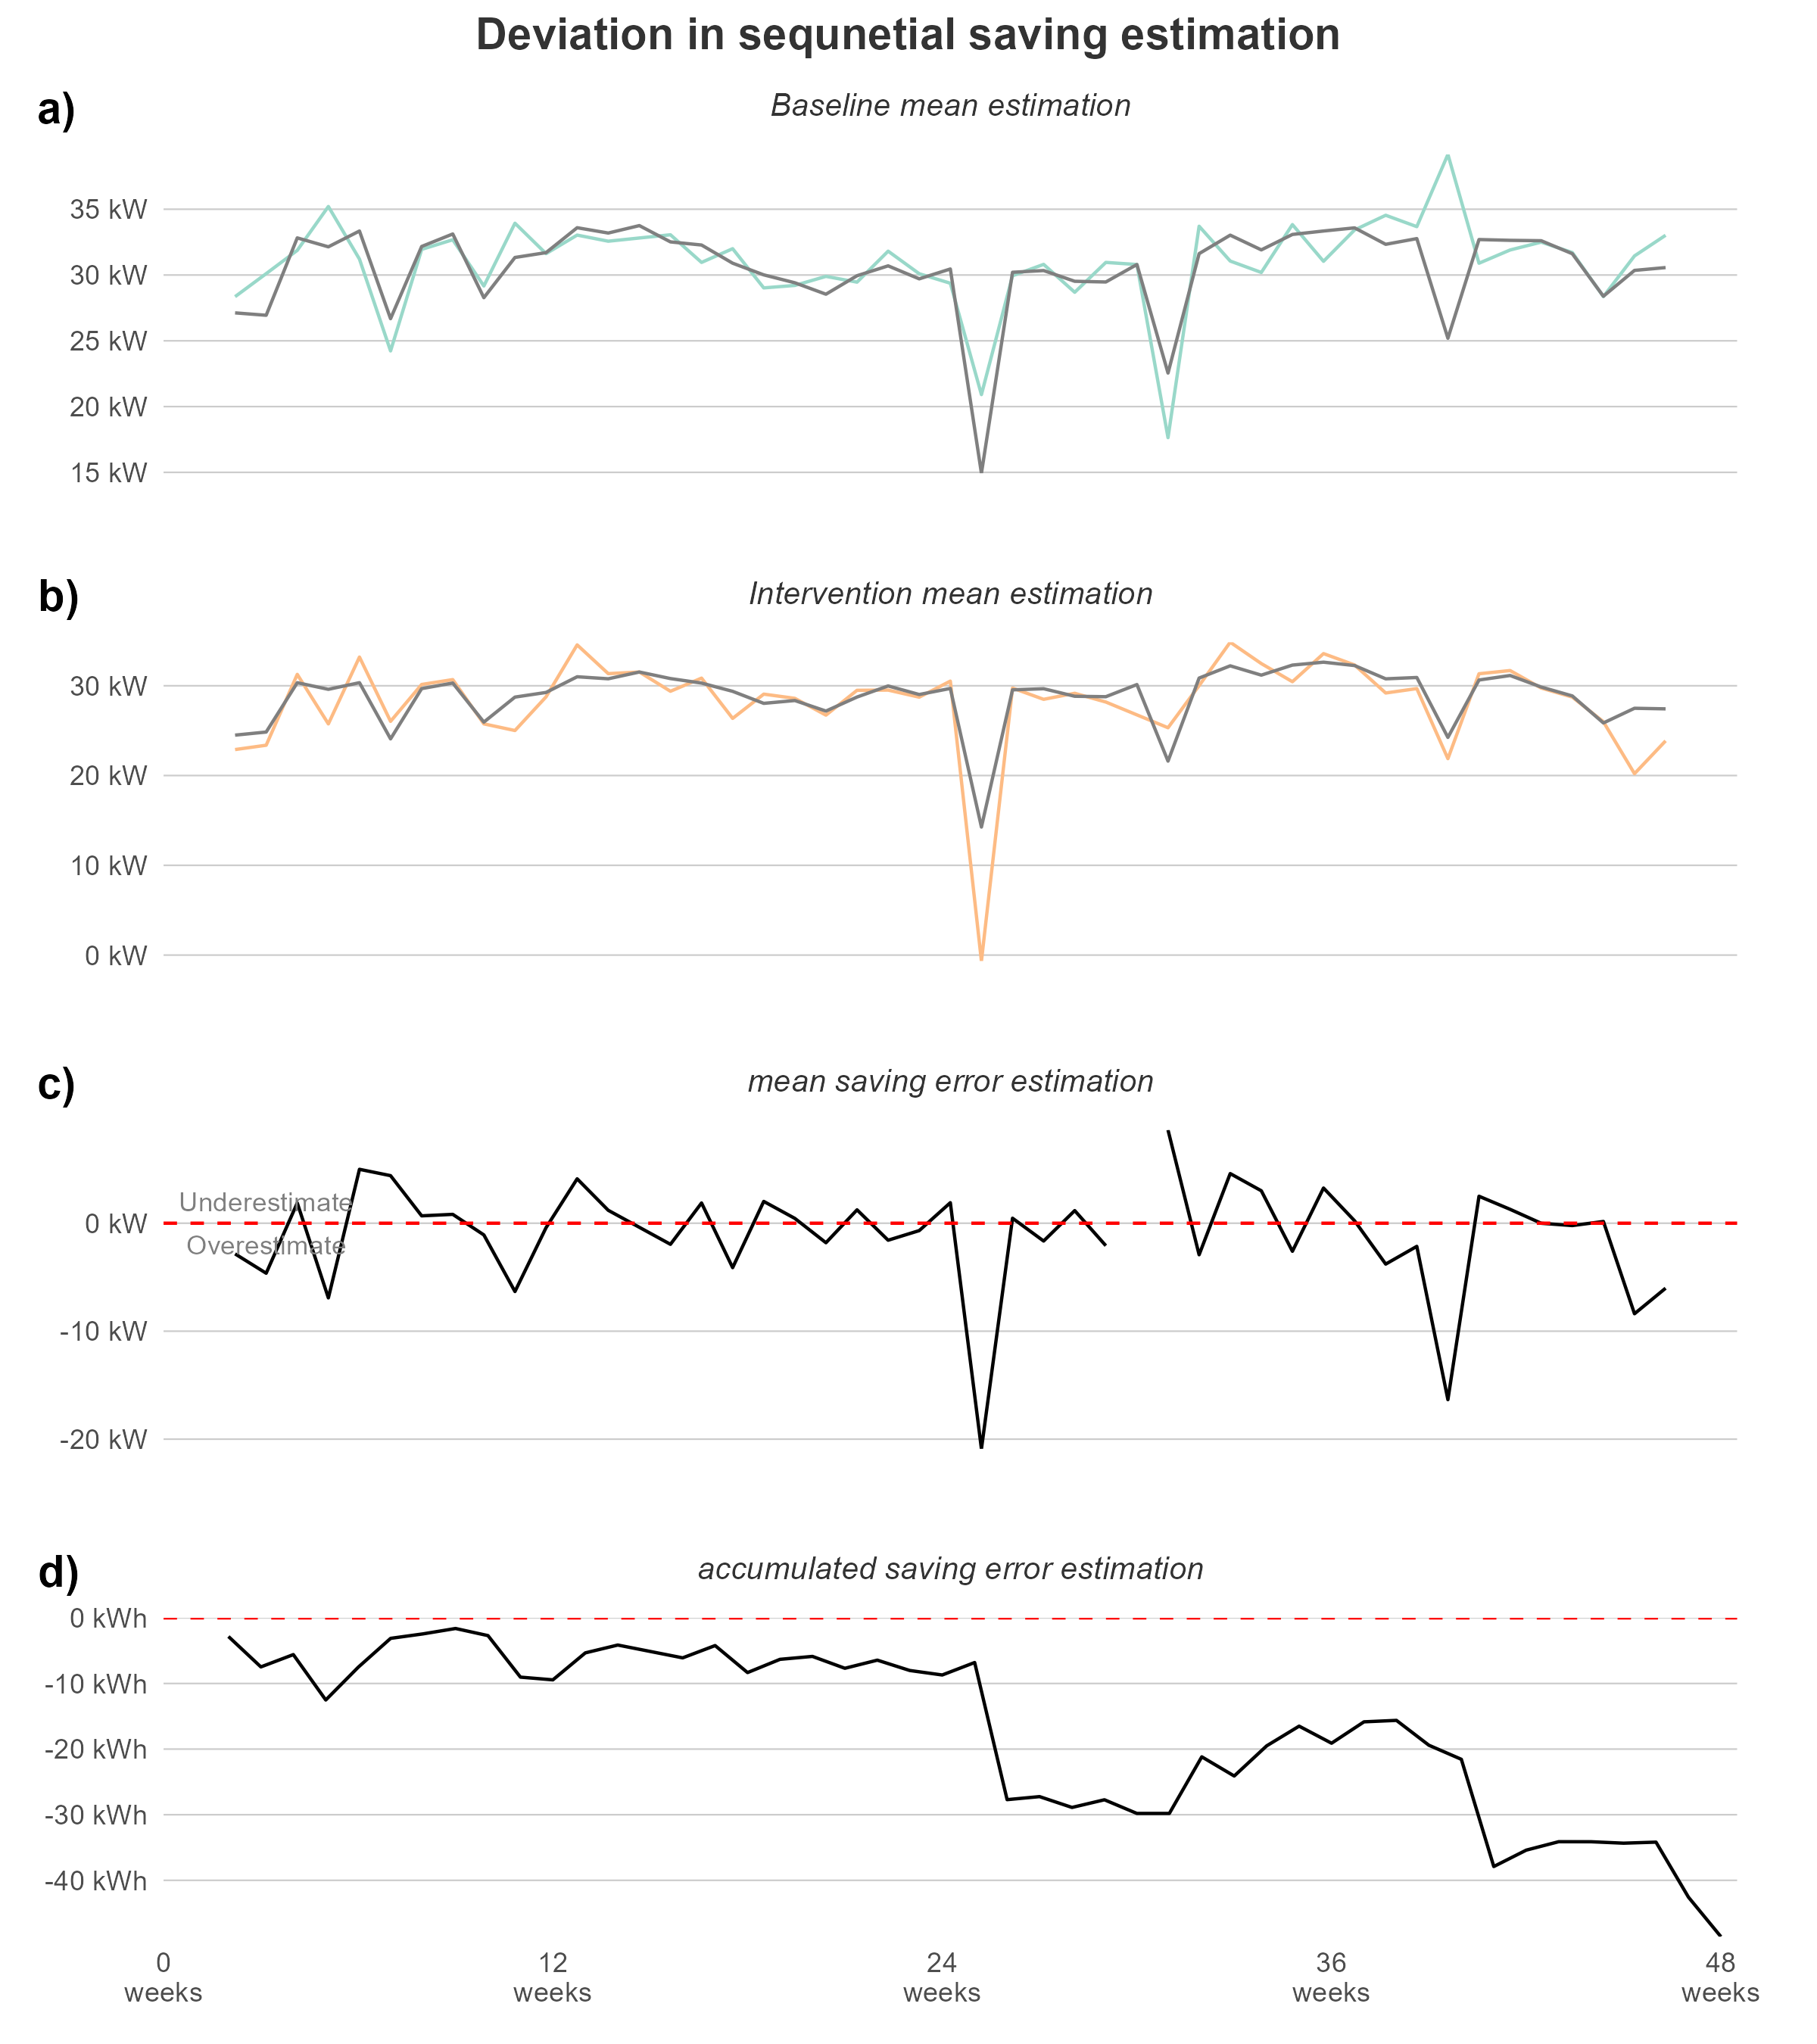 Deviation in sequnetial saving estimation
a)
Baseline mean estimation
35 kW
30 kW
25 kW
20 kW
15 kW
b)
Intervention mean estimation
30 kW
20 kW
10 kW
0 kW
c)
mean saving error estimation
Underestimate
0 kW
Overestimate
-10 kW
-20 kW
d)
accumulated saving error estimation
0 kWh
-10 kWh
-20 kWh
-30 kWh
-40 kWh
0 12 24 36 48
weeks weeks weeks weeks weeks